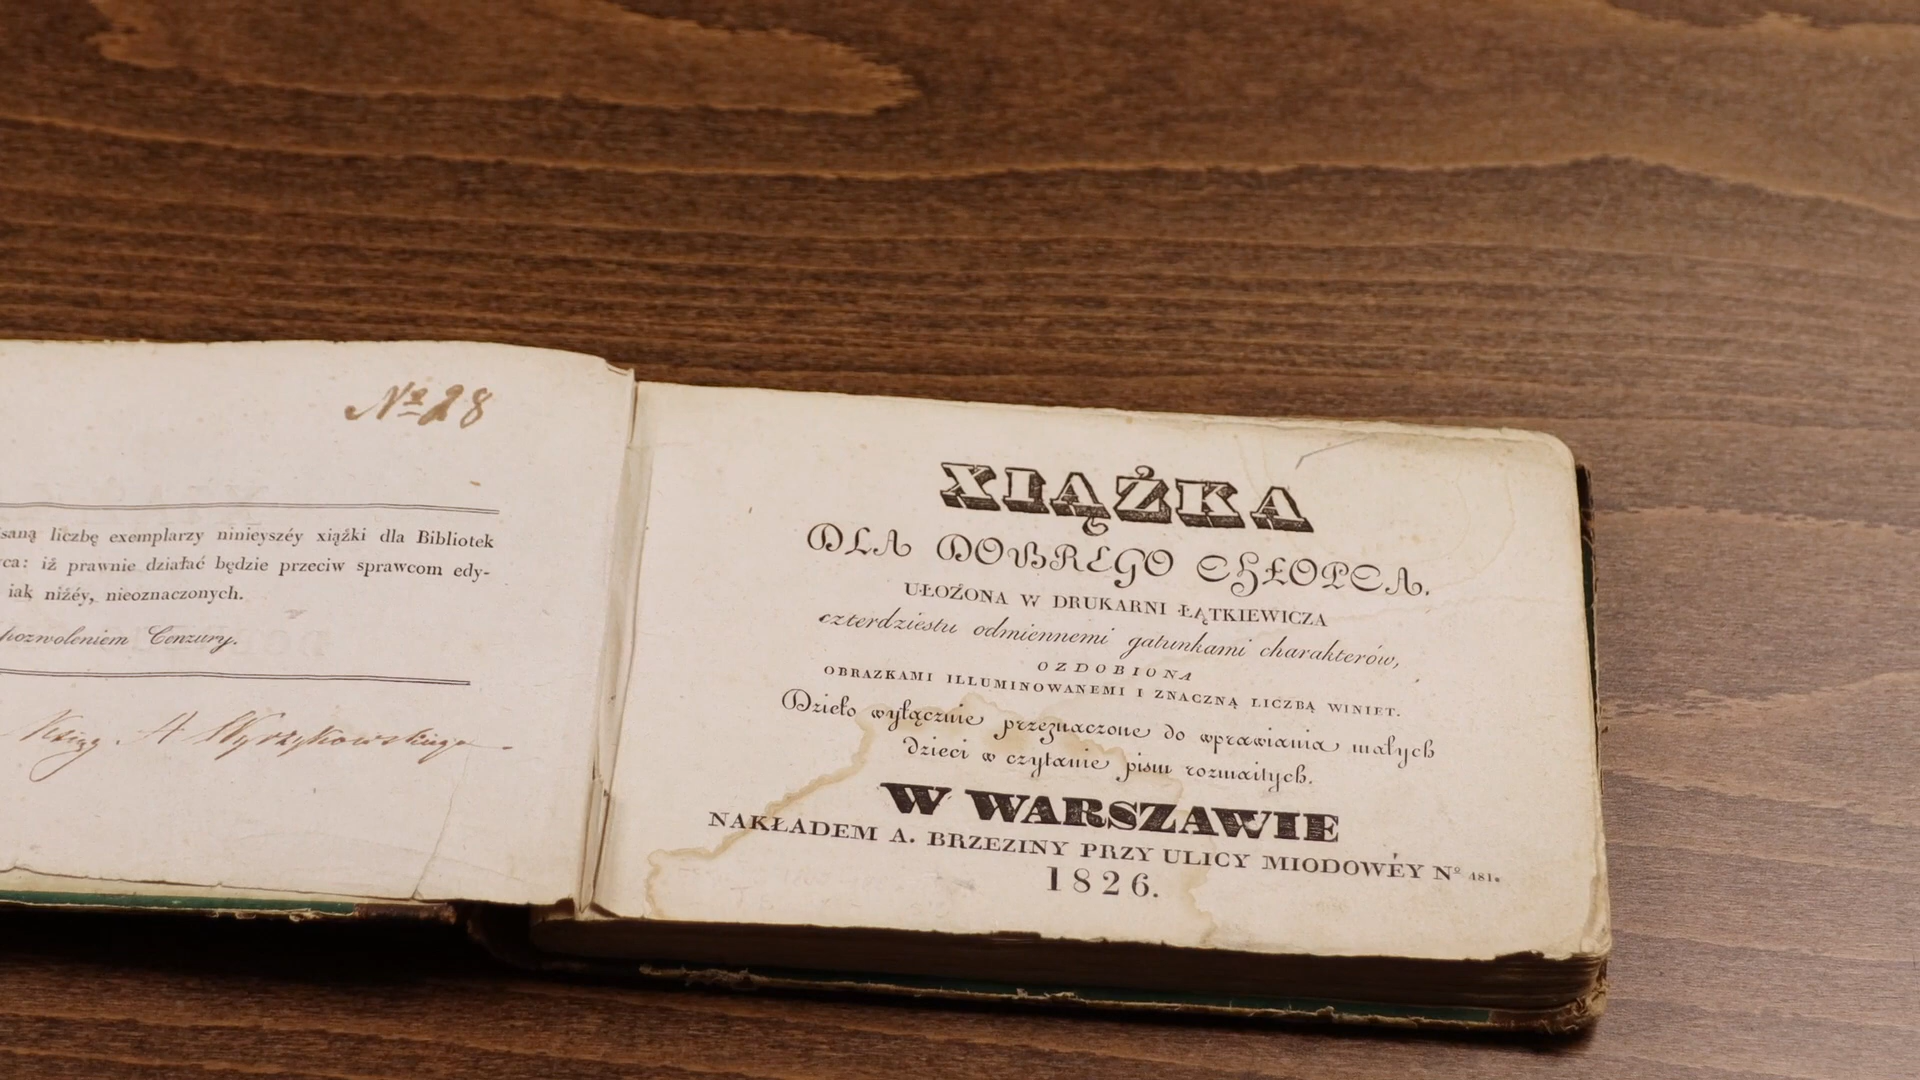 Nº 28
saną liczbę exemplarzy ninieyszéy xiążki dla Bibliotek
ca: iż prawnie działać będzie przeciw sprawcom edy-
iak niżéy, nieoznaczonych.
pozwoleniem Cenzury.
Xiąg A Wyrzykowskiego
XIĄŻKA
DLA DOBREGO CHŁOPCA.
UŁOŻONA W DRUKARNI ŁĄTKIEWICZA
czterdziestu odmiennemi gatunkami charakterów,
OZDOBIONA
OBRAZKAMI ILLUMINOWANEMI I ZNACZNĄ LICZBĄ WINIET.
Dzieło wyłącznie przeznaczone do wprawiania małych
dzieci w czytanie pism rozmaitych.
W WARSZAWIE
NAKŁADEM A. BRZEZINY PRZY ULICY MIODOWÉY Nº 481.
1826.